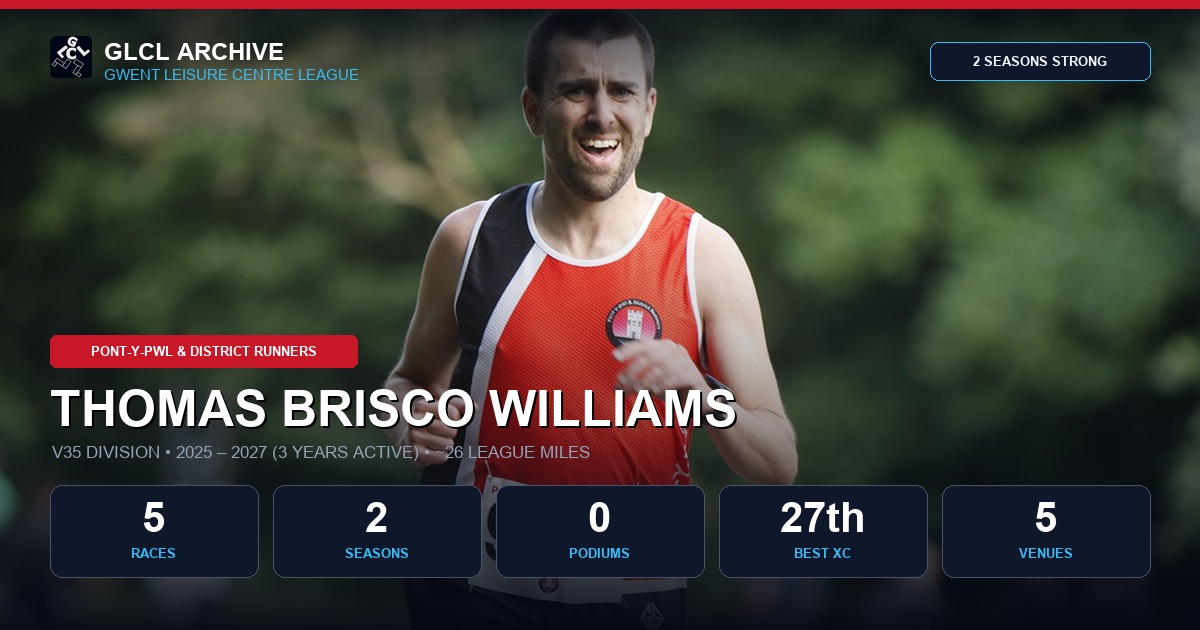 GLCL ARCHIVE
GWENT LEISURE CENTRE LEAGUE
2 SEASONS STRONG
PONT-Y-PWL & DISTRICT RUNNERS
THOMAS BRISCO WILLIAMS
V35 DIVISION • 2025 – 2027 (3 YEARS ACTIVE) • ~26 LEAGUE MILES
5
RACES
2
SEASONS
0
PODIUMS
27th
BEST XC
5
VENUES